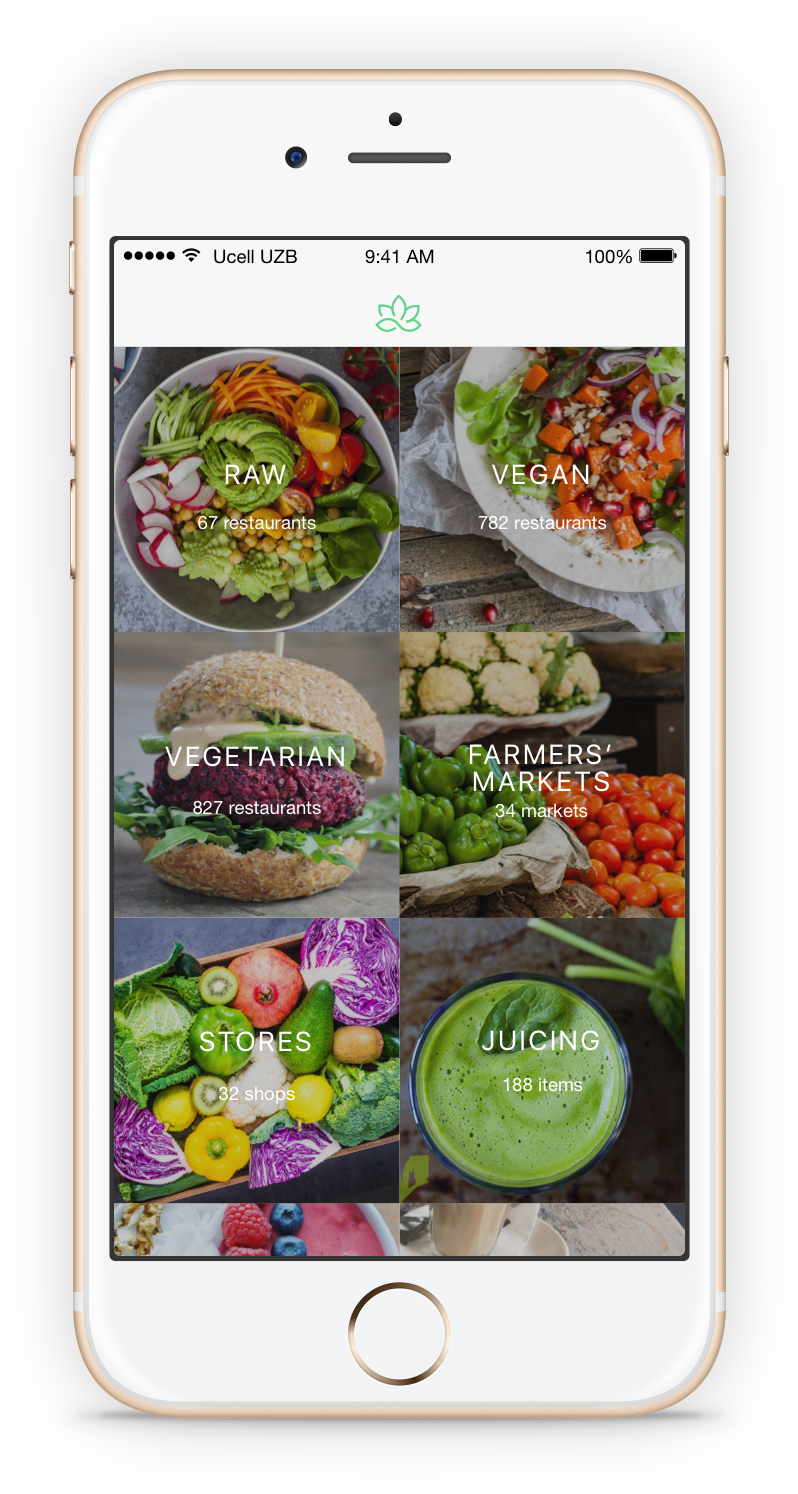 Ucell UZB 9:41 AM 100%
RAW
67 restaurants
VEGAN
782 restaurants
VEGETARIAN
827 restaurants
FARMERS’
MARKETS
34 markets
STORES
32 shops
JUICING
188 items